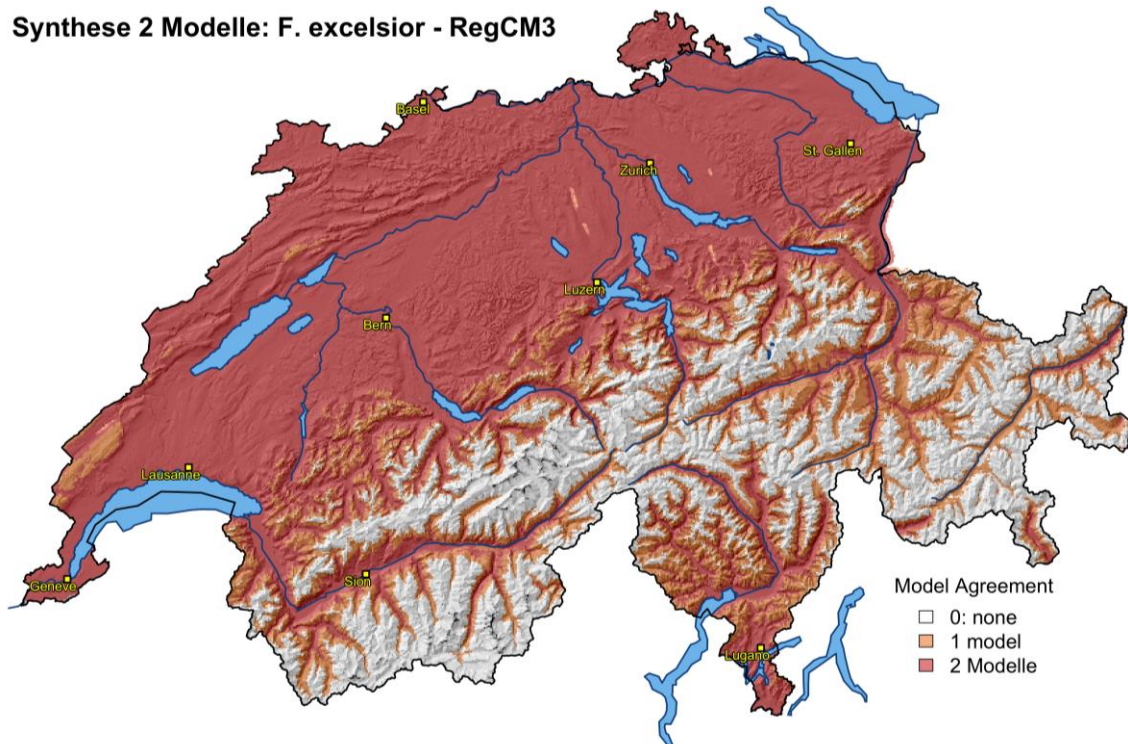 Synthese 2 Modelle: F. excelsior - RegCM3
Basel
St. Gallen
Zurich
Luzern
Bern
Lausanne
Geneve
Sion
Lugano
Model Agreement
0: none
1 model
2 Modelle